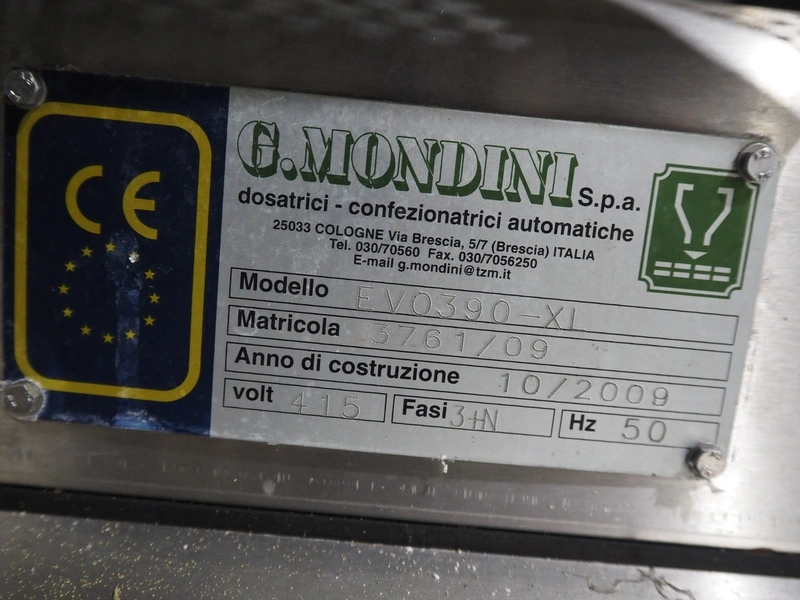 CE
G.MONDINI S.p.a.
dosatrici - confezionatrici automatiche
25033 COLOGNE Via Brescia, 5/7 (Brescia) ITALIA
Tel. 030/70560 Fax. 030/7056250
E-mail g.mondini@tzm.it
Modello EVO390-XL
Matricola 3761/09
Anno di costruzione 10/2009
volt 415 Fasi 3+N Hz 50